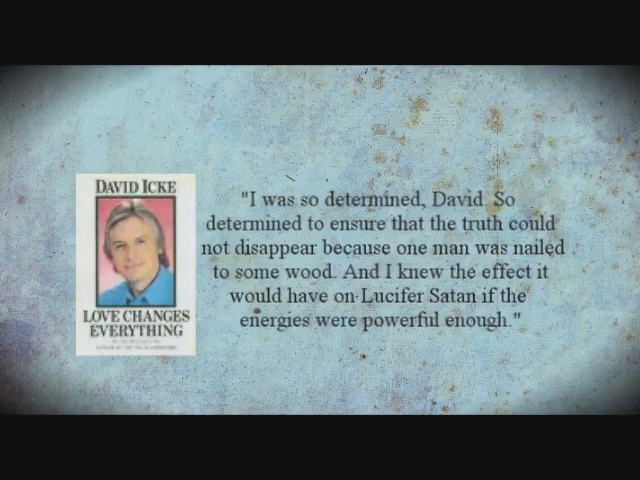 DAVID ICKE
LOVE CHANGES
EVERYTHING
"I was so determined, David. So
determined to ensure that the truth could
not disappear because one man was nailed
to some wood. And I knew the effect it
would have on Lucifer Satan if the
energies were powerful enough."